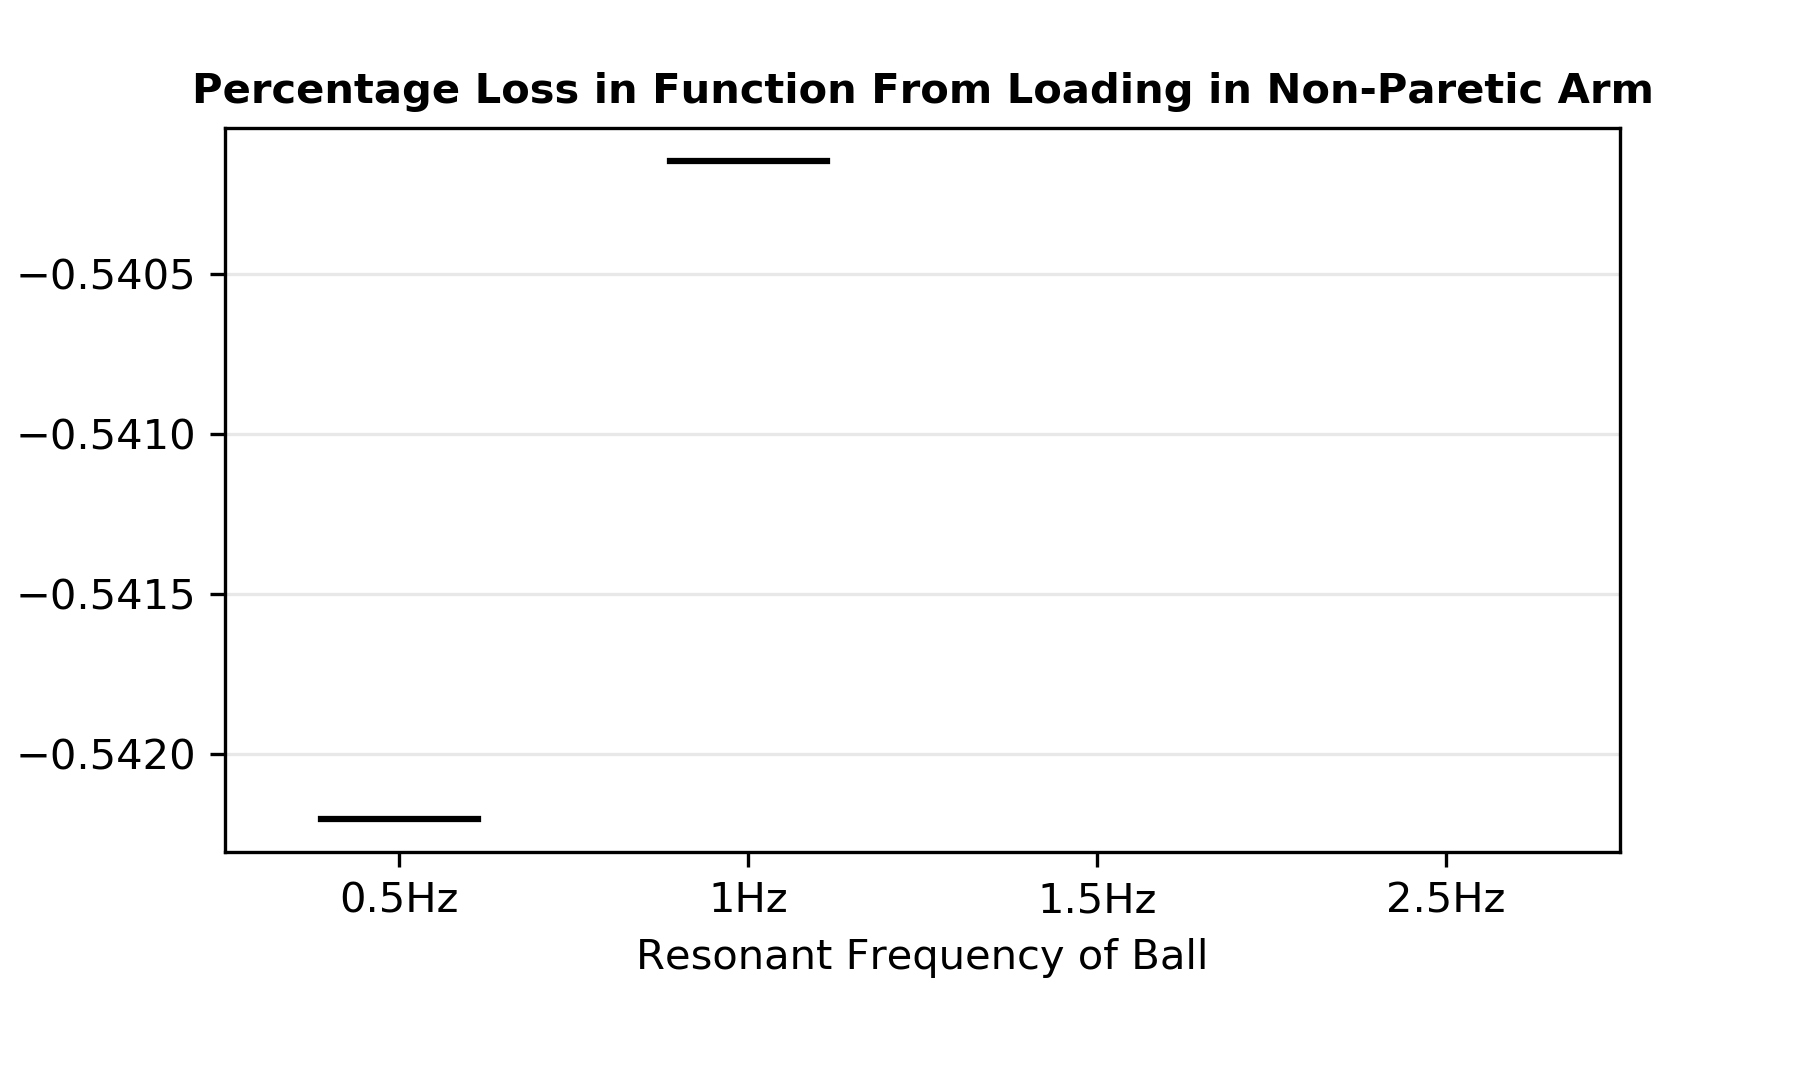 Percentage Loss in Function From Loading in Non-Paretic Arm
−0.5405
−0.5410
−0.5415
−0.5420
0.5Hz 1Hz 1.5Hz 2.5Hz
Resonant Frequency of Ball